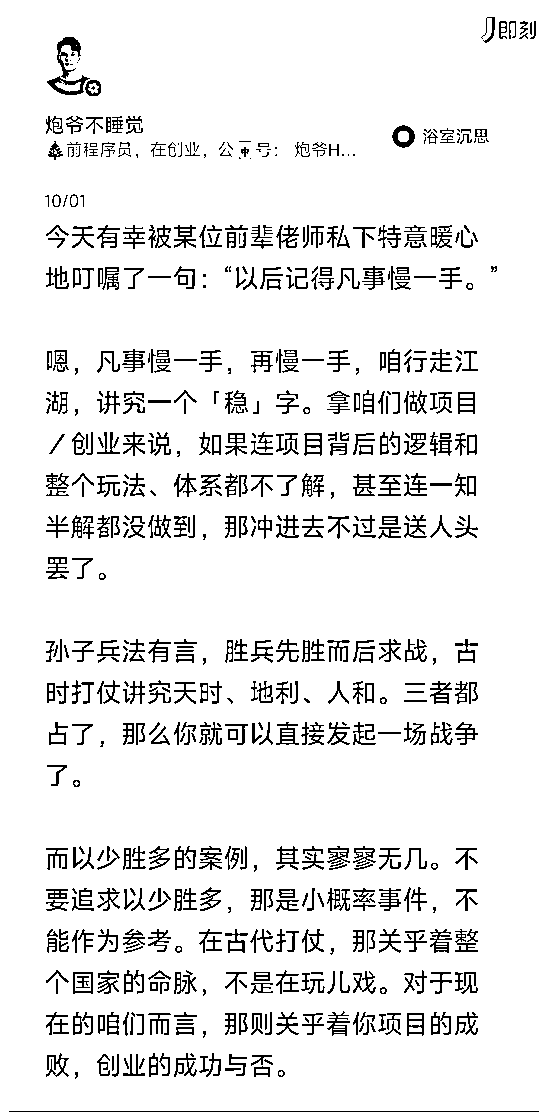 即刻
炮爷不睡觉
前程序员，在创业，公众号： 炮爷H...
浴室沉思
10/01
今天有幸被某位前辈佬师私下特意暖心
地叮嘱了一句：“以后记得凡事慢一手。”
嗯，凡事慢一手，再慢一手，咱行走江
湖，讲究一个「稳」字。拿咱们做项目
／创业来说，如果连项目背后的逻辑和
整个玩法、体系都不了解，甚至连一知
半解都没做到，那冲进去不过是送人头
罢了。
孙子兵法有言，胜兵先胜而后求战，古
时打仗讲究天时、地利、人和。三者都
占了，那么你就可以直接发起一场战争
了。
而以少胜多的案例，其实寥寥无几。不
要追求以少胜多，那是小概率事件，不
能作为参考。在古代打仗，那关乎着整
个国家的命脉，不是在玩儿戏。对于现
在的咱们而言，那则关乎着你项目的成
败，创业的成功与否。